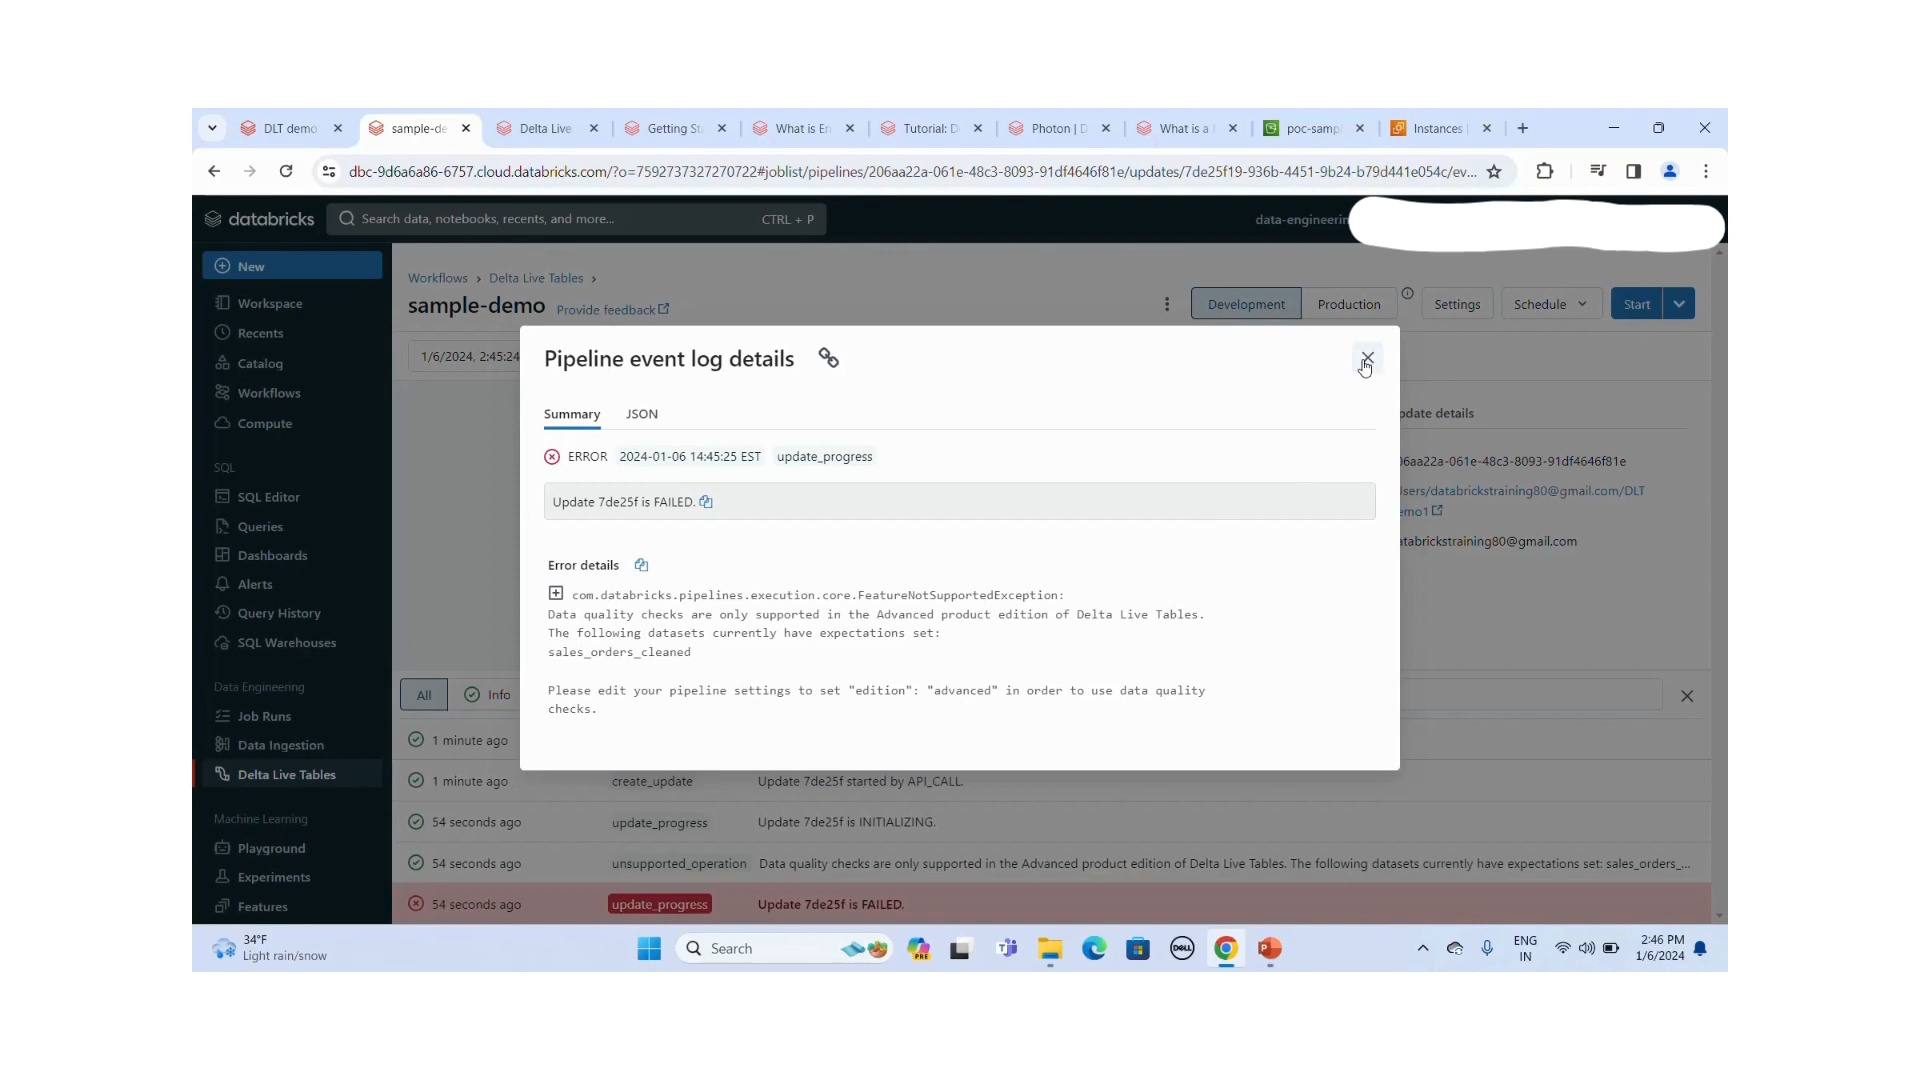 DLT demo
sample-de
Delta Live
Getting St
What is En
Tutorial: D
Photon | D
What is a
poc-samp
Instances
dbc-9d6a6a86-6757.cloud.databricks.com/?o=7592737327270722#joblist/pipelines/206aa22a-061e-48c3-8093-91df4646f81e/updates/7de25f19-936b-4451-9b24-b79d441e054c/ev...
databricks
Search data, notebooks, recents, and more...
CTRL + P
data-engineerin
New
Workspace
Recents
Catalog
Workflows
Compute
SQL
SQL Editor
Queries
Dashboards
Alerts
Query History
SQL Warehouses
Data Engineering
Job Runs
Data Ingestion
Delta Live Tables
Machine Learning
Playground
Experiments
Features
Workflows › Delta Live Tables ›
sample-demo
Provide feedback
Development
Production
Settings
Schedule
Start
1/6/2024, 2:45:24
Pipeline event log details
Summary
JSON
ERROR 2024-01-06 14:45:25 EST update_progress
Update 7de25f is FAILED.
Error details
com.databricks.pipelines.execution.core.FeatureNotSupportedException:
Data quality checks are only supported in the Advanced product edition of Delta Live Tables.
The following datasets currently have expectations set:
sales_orders_cleaned
Please edit your pipeline settings to set "edition": "advanced" in order to use data quality
checks.
pdate details
06aa22a-061e-48c3-8093-91df4646f81e
sers/databrickstraining80@gmail.com/DLT
emo1
atabrickstraining80@gmail.com
All
Info
1 minute ago
1 minute ago create_update Update 7de25f started by API_CALL.
54 seconds ago update_progress Update 7de25f is INITIALIZING.
54 seconds ago unsupported_operation Data quality checks are only supported in the Advanced product edition of Delta Live Tables. The following datasets currently have expectations set: sales_orders_...
54 seconds ago update_progress Update 7de25f is FAILED.
34°F
Light rain/snow
Search
PRE
DELL
ENG
IN
2:46 PM
1/6/2024